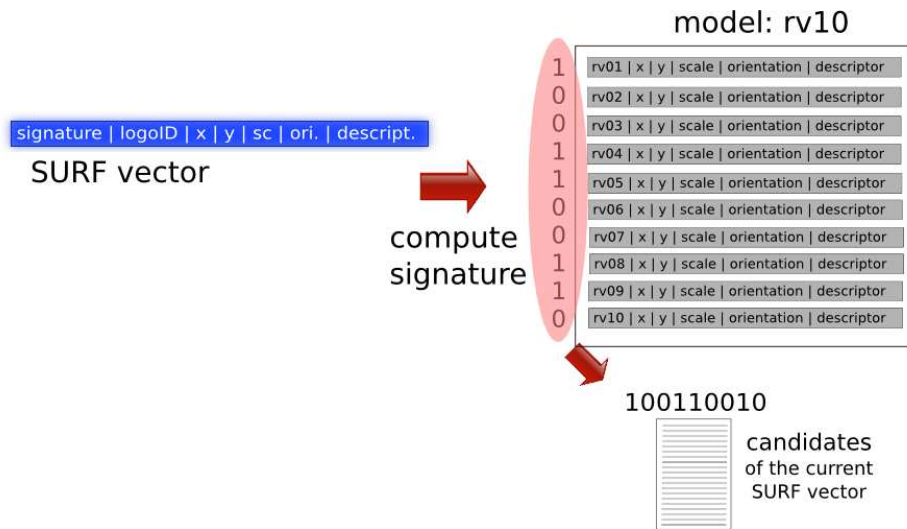 model: rv10
signature | logoID | x | y | sc | ori. | descript.
SURF vector
compute
signature
1
0
0
1
1
0
0
1
1
0
rv01 | x | y | scale | orientation | descriptor
rv02 | x | y | scale | orientation | descriptor
rv03 | x | y | scale | orientation | descriptor
rv04 | x | y | scale | orientation | descriptor
rv05 | x | y | scale | orientation | descriptor
rv06 | x | y | scale | orientation | descriptor
rv07 | x | y | scale | orientation | descriptor
rv08 | x | y | scale | orientation | descriptor
rv09 | x | y | scale | orientation | descriptor
rv10 | x | y | scale | orientation | descriptor
100110010
candidates
of the current
SURF vector